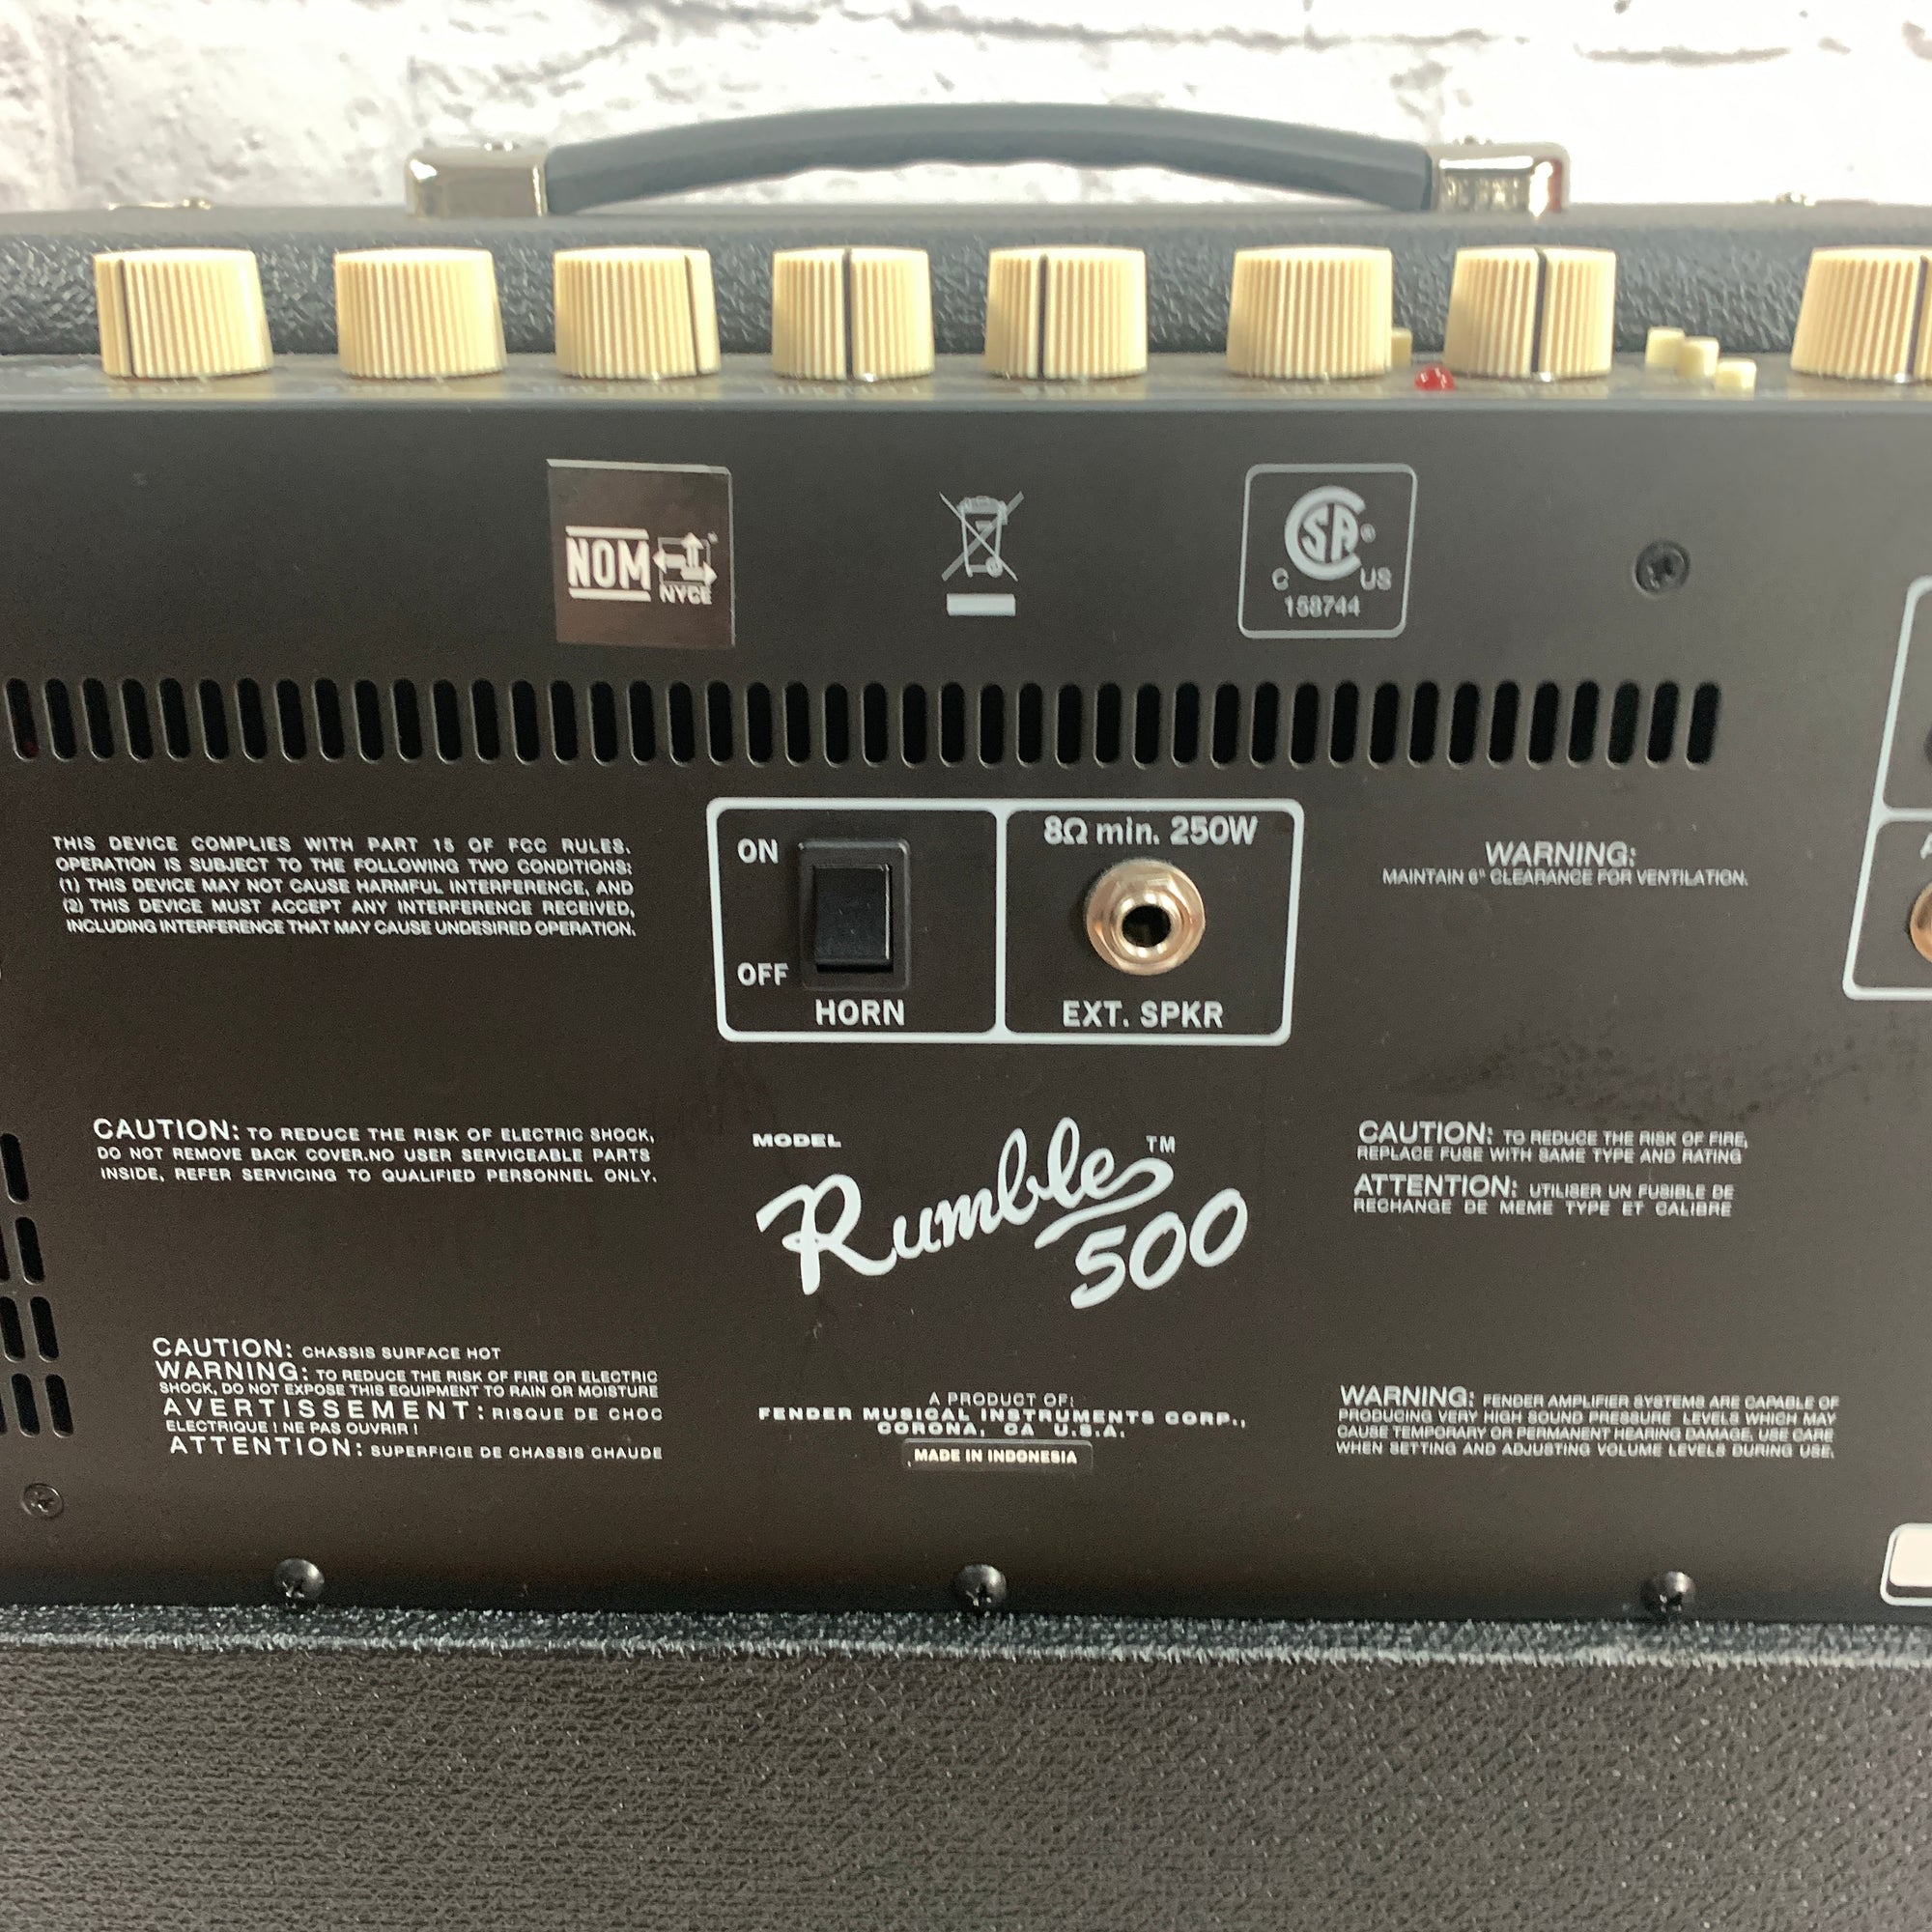 NOM
NYCE
C SA ® US
158744
THIS DEVICE COMPLIES WITH PART 15 OF FCC RULES.
OPERATION IS SUBJECT TO THE FOLLOWING TWO CONDITIONS:
(1) THIS DEVICE MAY NOT CAUSE HARMFUL INTERFERENCE, AND
(2) THIS DEVICE MUST ACCEPT ANY INTERFERENCE RECEIVED,
INCLUDING INTERFERENCE THAT MAY CAUSE UNDESIRED OPERATION.
ON
OFF
HORN
8Ω min. 250W
EXT. SPKR
WARNING:
MAINTAIN 6" CLEARANCE FOR VENTILATION.
CAUTION: TO REDUCE THE RISK OF ELECTRIC SHOCK,
DO NOT REMOVE BACK COVER.NO USER SERVICEABLE PARTS
INSIDE, REFER SERVICING TO QUALIFIED PERSONNEL ONLY.
MODEL
Rumble™
500
CAUTION: TO REDUCE THE RISK OF FIRE,
REPLACE FUSE WITH SAME TYPE AND RATING
ATTENTION: UTILISER UN FUSIBLE DE
RECHANGE DE MEME TYPE ET CALIBRE
CAUTION: CHASSIS SURFACE HOT
WARNING: TO REDUCE THE RISK OF FIRE OR ELECTRIC
SHOCK, DO NOT EXPOSE THIS EQUIPMENT TO RAIN OR MOISTURE
AVERTISSEMENT: RISQUE DE CHOC
ELECTRIQUE ! NE PAS OUVRIR !
ATTENTION: SUPERFICIE DE CHASSIS CHAUDE
A PRODUCT OF:
FENDER MUSICAL INSTRUMENTS CORP.,
CORONA, CA U.S.A.
MADE IN INDONESIA
WARNING: FENDER AMPLIFIER SYSTEMS ARE CAPABLE OF
PRODUCING VERY HIGH SOUND PRESSURE LEVELS WHICH MAY
CAUSE TEMPORARY OR PERMANENT HEARING DAMAGE. USE CARE
WHEN SETTING AND ADJUSTING VOLUME LEVELS DURING USE.